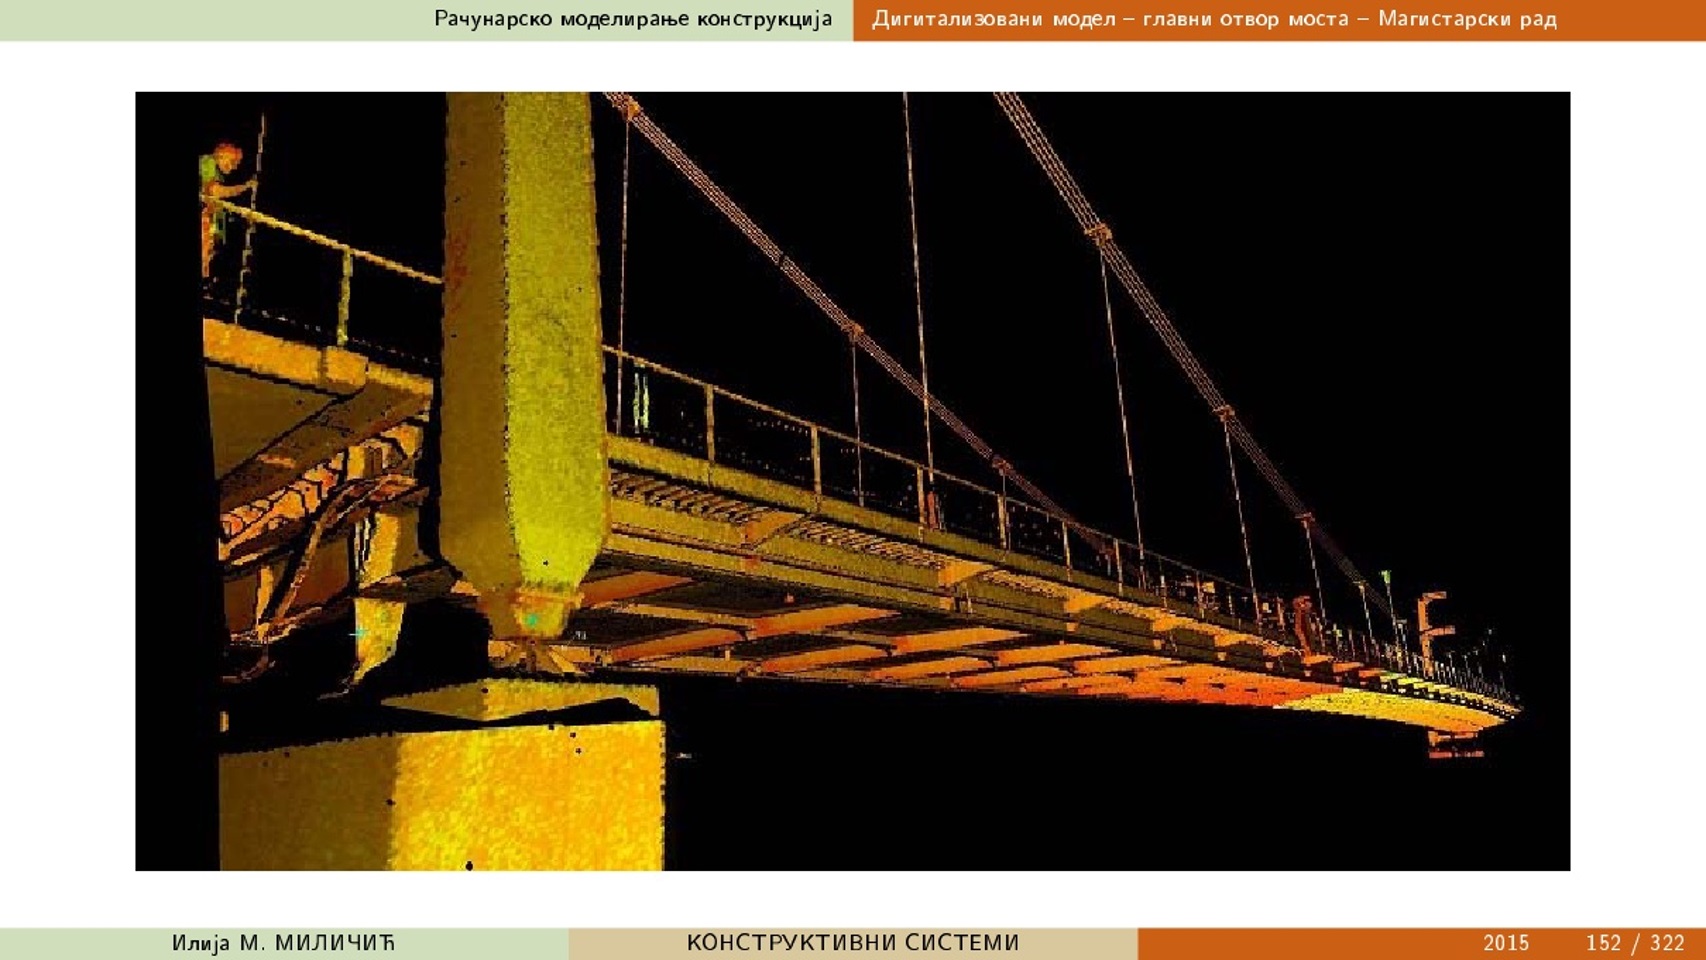 Рачунарско моделирање конструкција
Дигитализовани модел – главни отвор моста – Магистарски рад
Илија М. МИЛИЧИЋ
КОНСТРУКТИВНИ СИСТЕМИ
2015
152 / 322